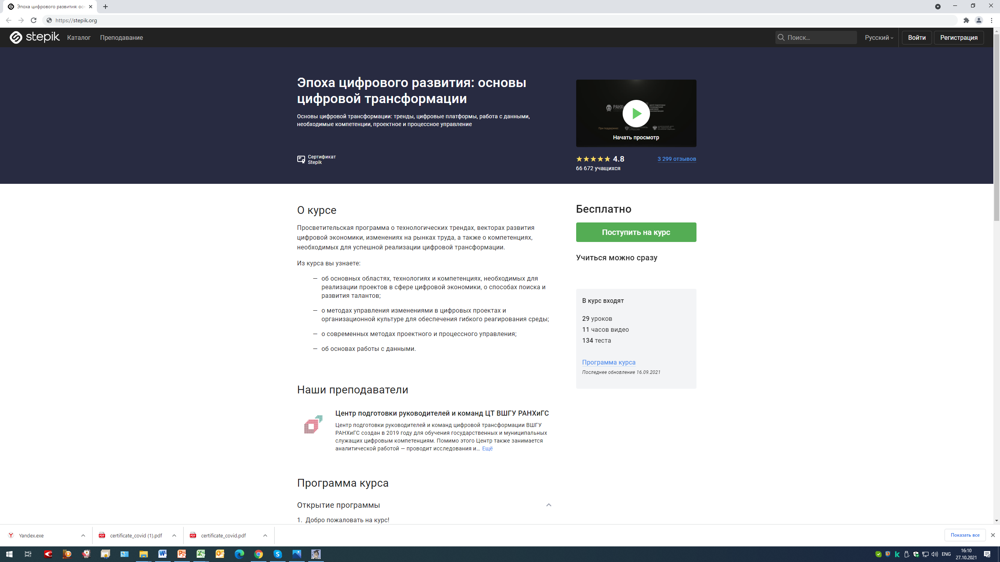 Эпоха цифрового развития: осн
https://stepik.org
stepik
Каталог
Преподавание
Поиск...
Русский
Войти
Регистрация
Эпоха цифрового развития: основы
цифровой трансформации
Основы цифровой трансформации: тренды, цифровые платформы, работа с данными,
необходимые компетенции, проектное и процессное управление
Сертификат
Stepik
При поддержке:
Начать просмотр
4.8
3 299 отзывов
66 672 учащихся
О курсе
Просветительская программа о технологических трендах, векторах развития
цифровой экономики, изменениях на рынках труда, а также о компетенциях,
необходимых для успешной реализации цифровой трансформации.
Из курса вы узнаете:
— об основных областях, технологиях и компетенциях, необходимых для
реализации проектов в сфере цифровой экономики, о способах поиска и
развития талантов;
— о методах управления изменениями в цифровых проектах и
организационной культуре для обеспечения гибкого реагирования среды;
— о современных методах проектного и процессного управления;
— об основах работы с данными.
Бесплатно
Поступить на курс
Учиться можно сразу
В курс входят
29 уроков
11 часов видео
134 теста
Программа курса
Последнее обновление 16.09.2021
Наши преподаватели
Центр подготовки руководителей и команд ЦТ ВШГУ РАНХиГС
Центр подготовки руководителей и команд цифровой трансформации ВШГУ
РАНХиГС создан в 2019 году для обучения государственных и муниципальных
служащих цифровым компетенциям. Помимо этого Центр также занимается
аналитической работой — проводит исследования и... Ещё
Программа курса
Открытие программы
1. Добро пожаловать на курс!
Yandex.exe
certificate_covid (1).pdf
certificate_covid.pdf
Показать все
ENG
16:10
27.10.2021